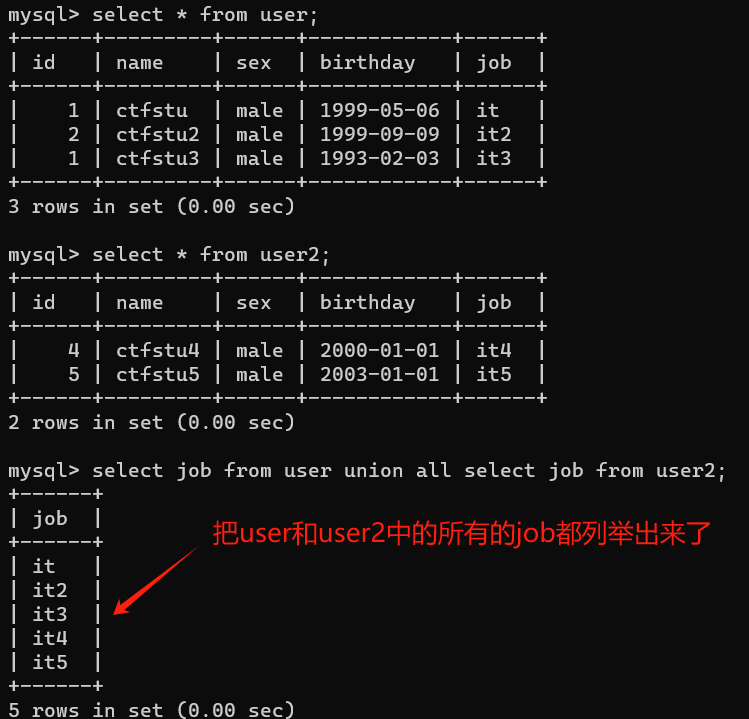 mysql> select * from user;
+------+---------+------+------------+------+
| id   | name    | sex  | birthday   | job  |
+------+---------+------+------------+------+
|    1 | ctfstu  | male | 1999-05-06 | it   |
|    2 | ctfstu2 | male | 1999-09-09 | it2  |
|    1 | ctfstu3 | male | 1993-02-03 | it3  |
+------+---------+------+------------+------+
3 rows in set (0.00 sec)
mysql> select * from user2;
+------+---------+------+------------+------+
| id   | name    | sex  | birthday   | job  |
+------+---------+------+------------+------+
|    4 | ctfstu4 | male | 2000-01-01 | it4  |
|    5 | ctfstu5 | male | 2003-01-01 | it5  |
+------+---------+------+------------+------+
2 rows in set (0.00 sec)
mysql> select job from user union all select job from user2;
+------+
| job  |
把user和user2中的所有的job都列举出来了
+------+
| it   |
| it2  |
| it3  |
| it4  |
| it5  |
+------+
5 rows in set (0.00 sec)